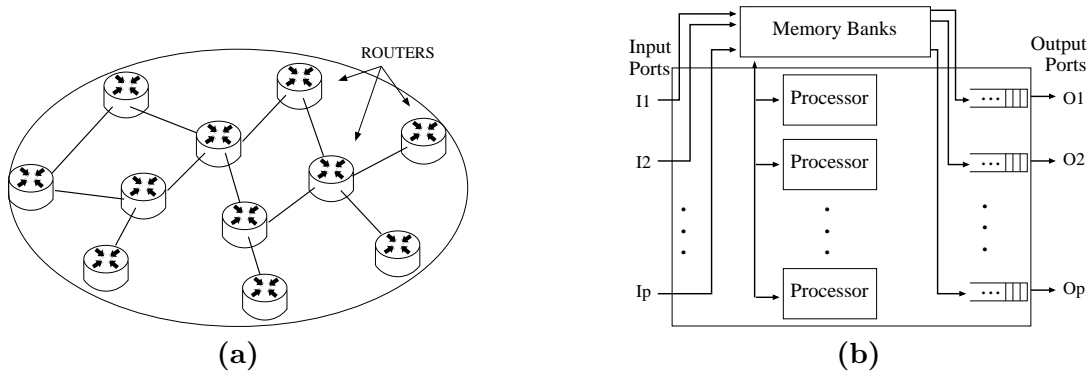 ROUTERS
(a)
Memory Banks
Input
Ports
Output
Ports
I1
Processor
O1
I2
Processor
O2
Ip
Processor
Op
(b)